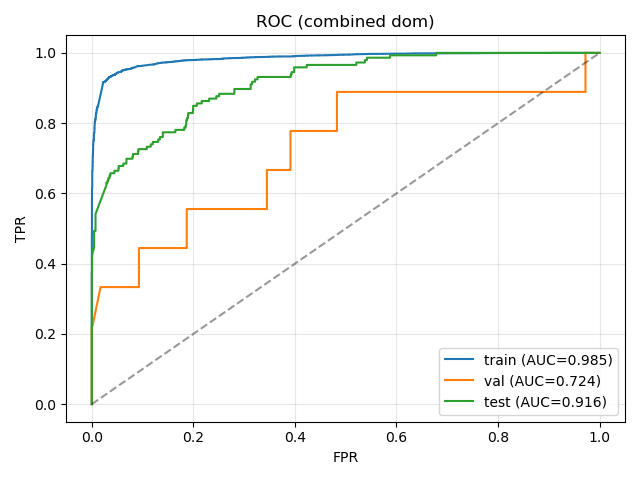 ROC (combined dom)
TPR
1.0
0.8
0.6
0.4
0.2
0.0
0.0 0.2 0.4 0.6 0.8 1.0
FPR
train (AUC=0.985)
val (AUC=0.724)
test (AUC=0.916)